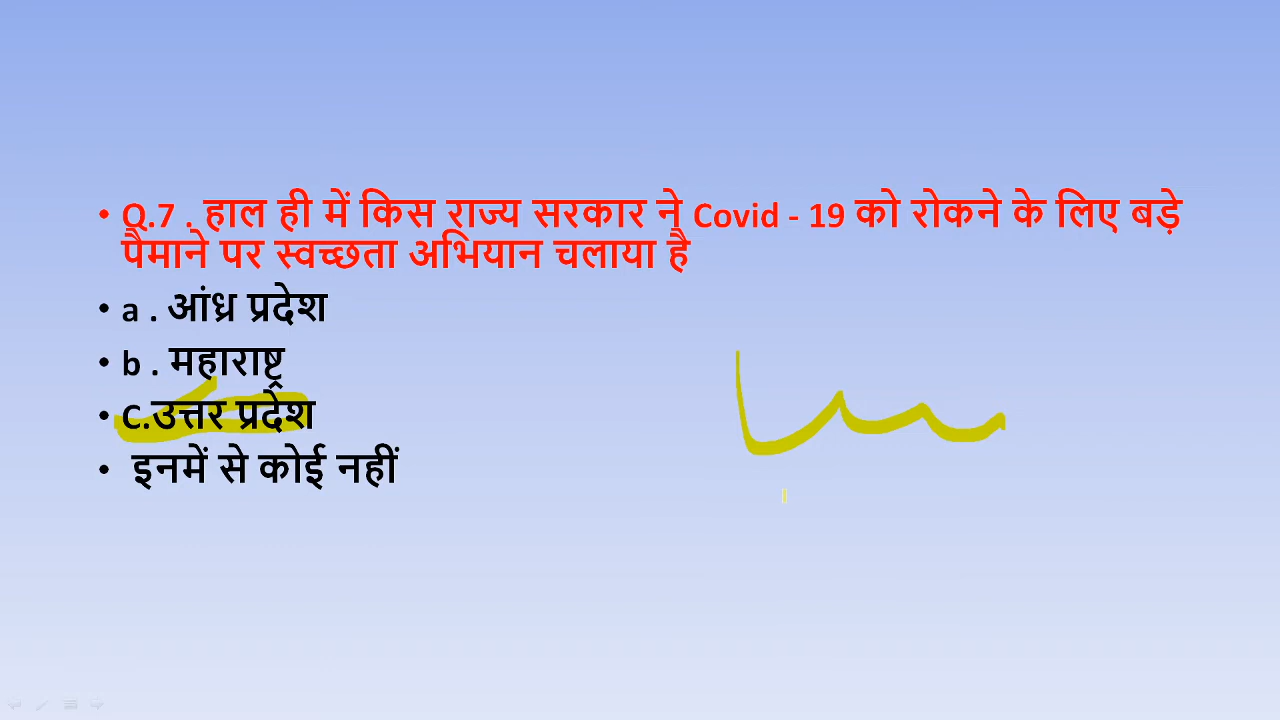 • Q.7 . हाल ही में किस राज्य सरकार ने Covid - 19 को रोकने के लिए बड़े
पैमाने पर स्वच्छता अभियान चलाया है
• a . आंध्र प्रदेश
• b . महाराष्ट्र
• C.उत्तर प्रदेश
• इनमें से कोई नहीं